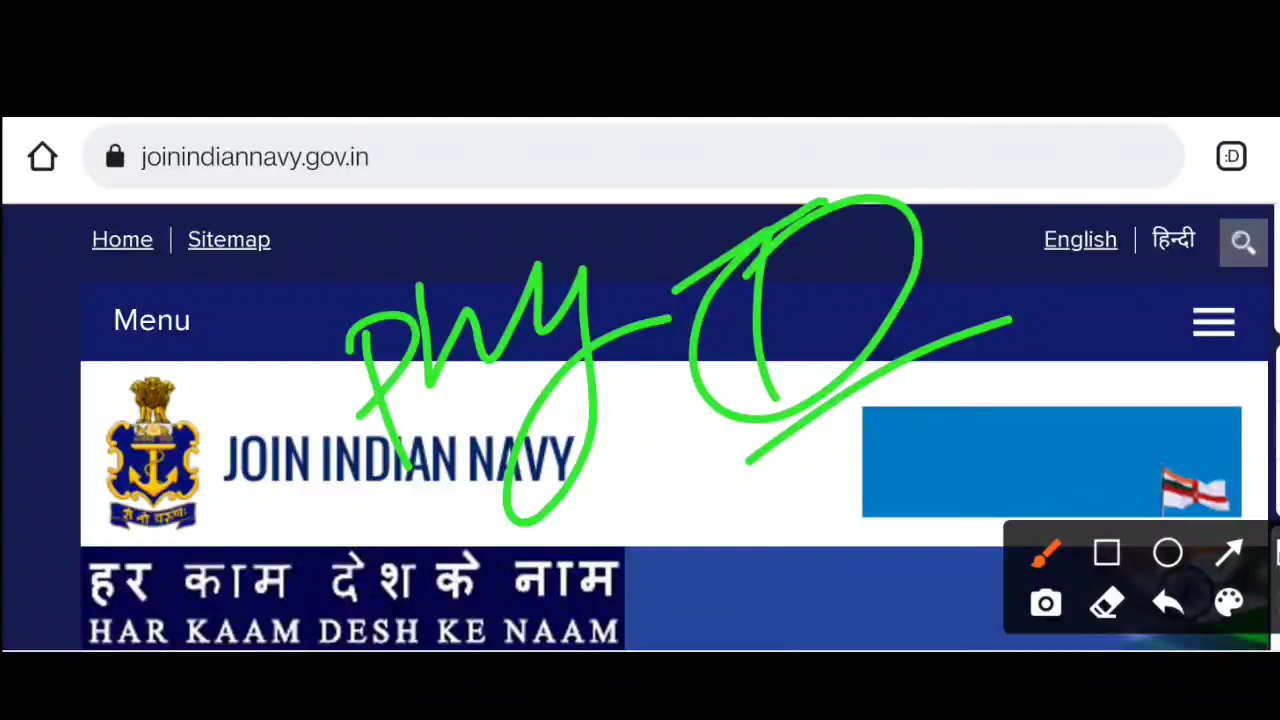 joinindiannavy.gov.in :D
Home | Sitemap English | हिन्दी
Menu
Phy-
JOIN INDIAN NAVY
हर काम देश के नाम
HAR KAAM DESH KE NAAM